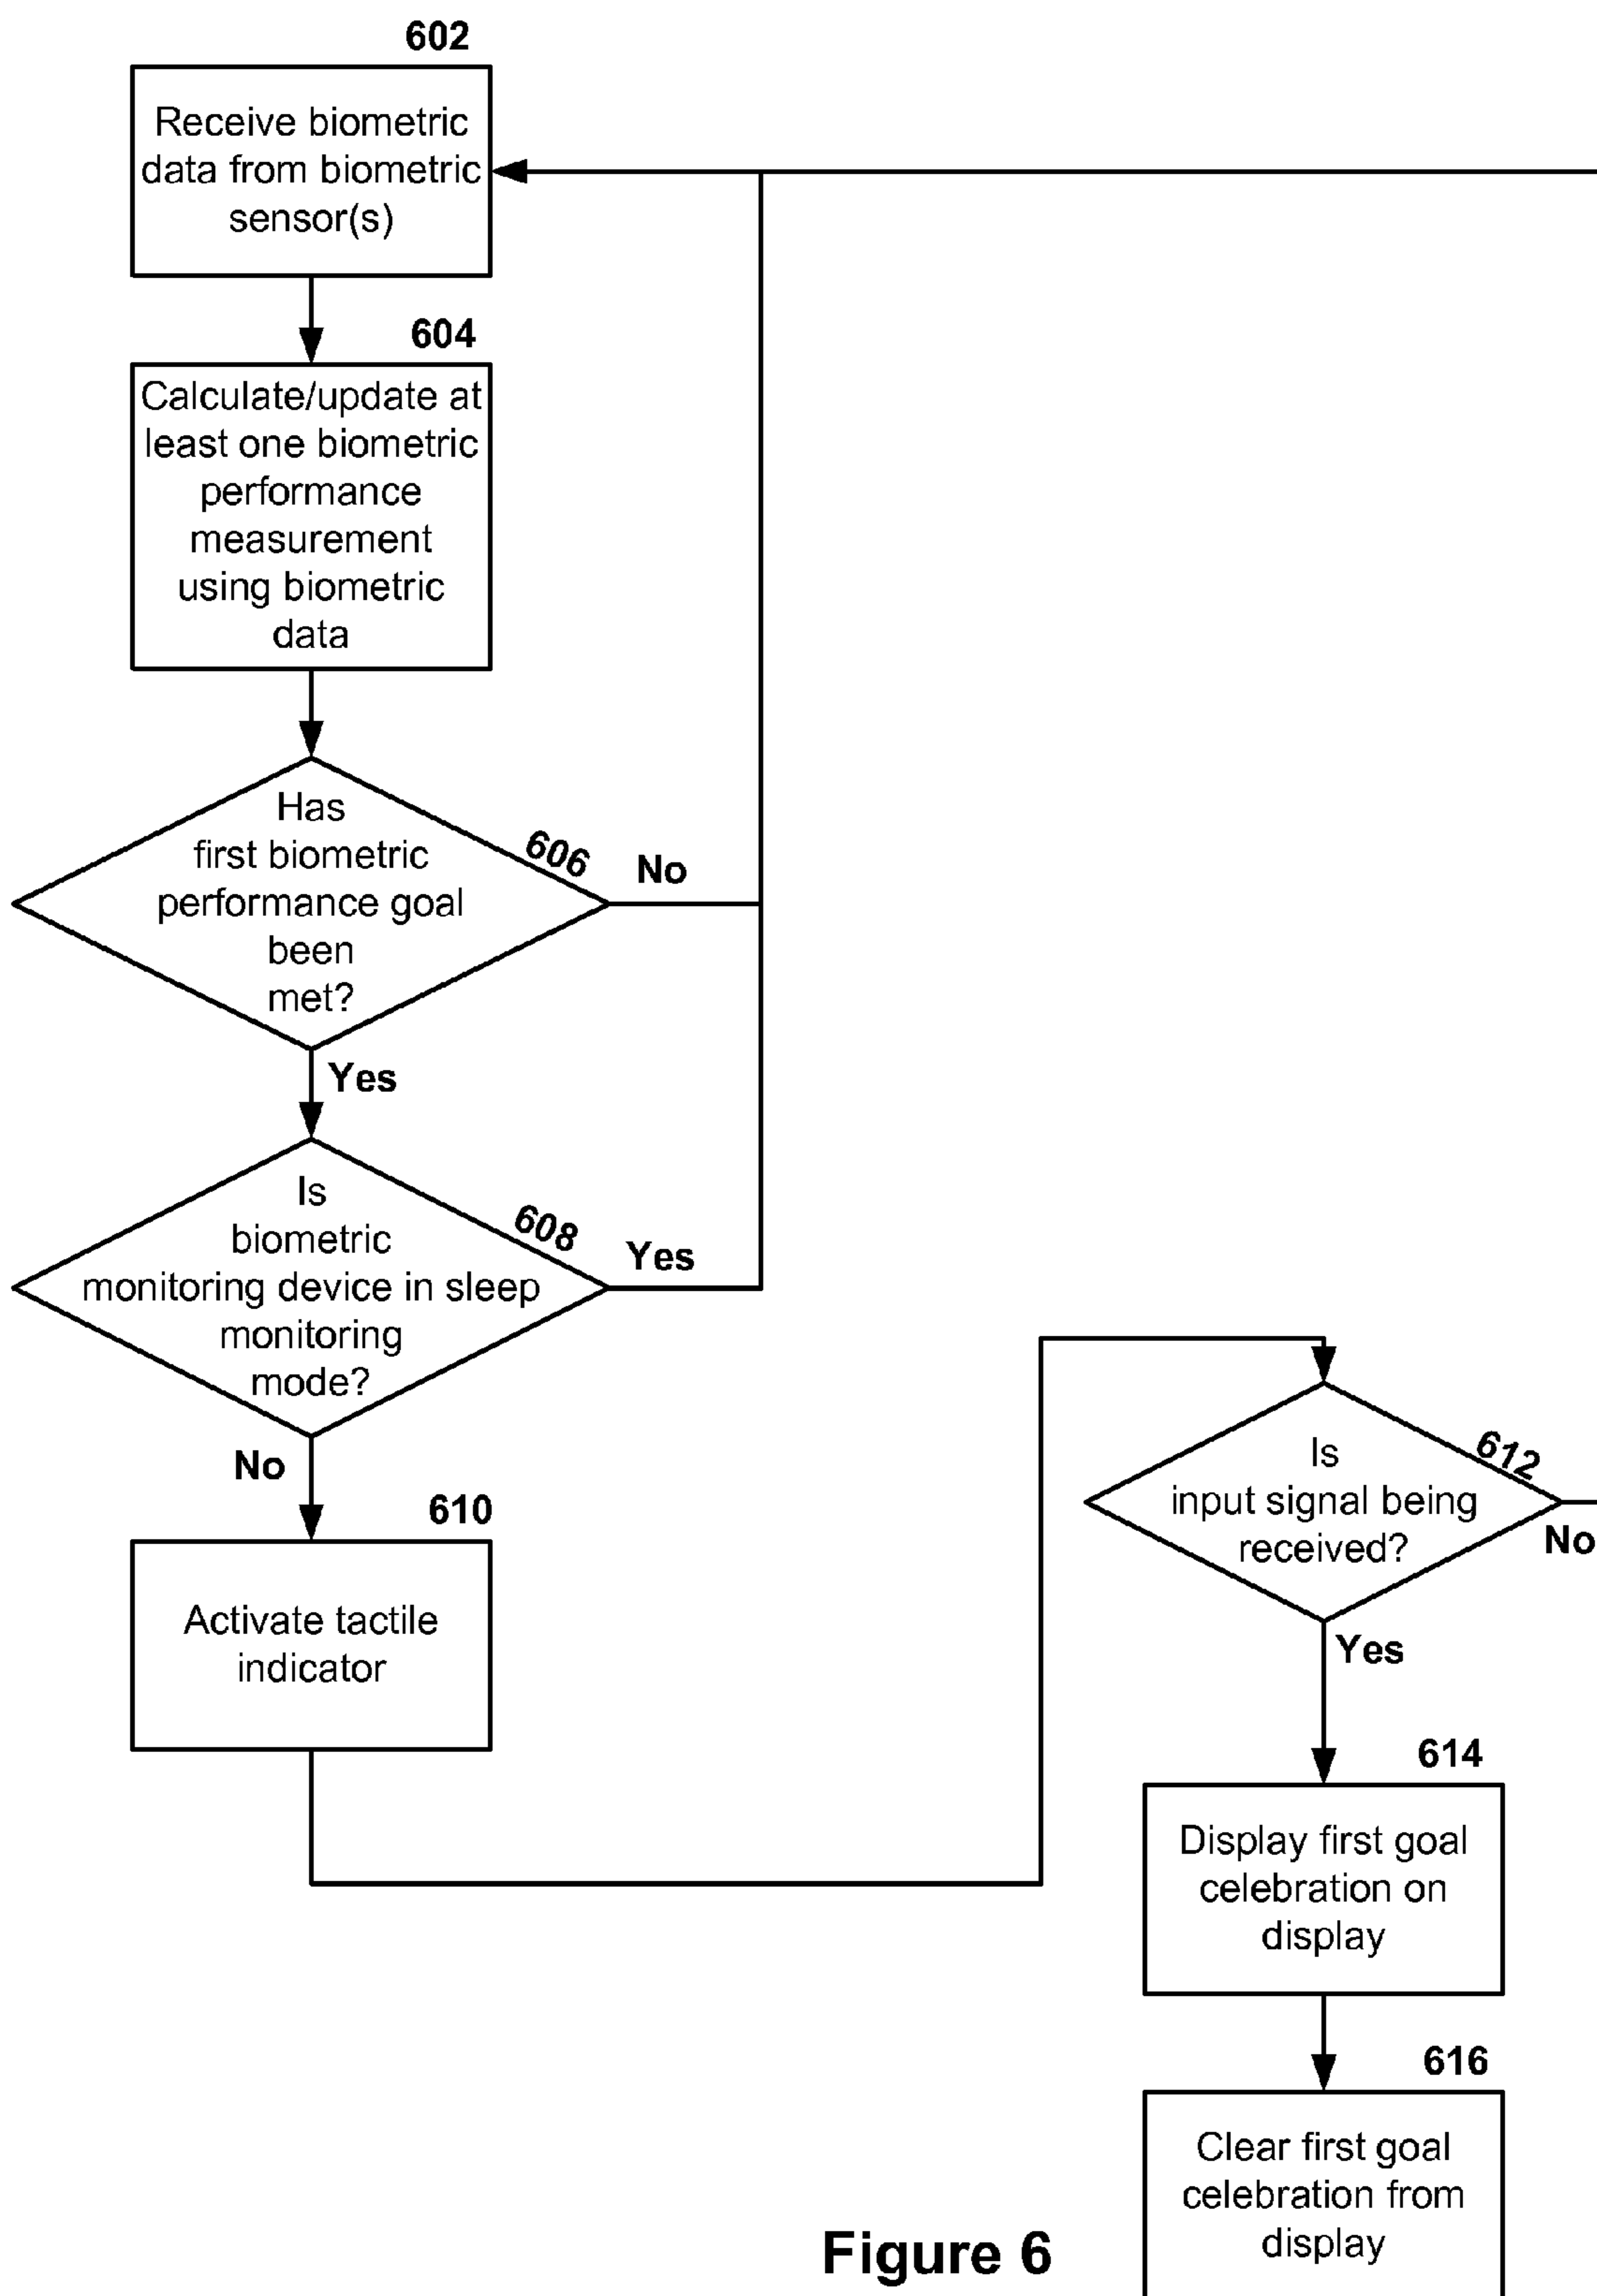 602
Receive biometric
data from biometric
sensor(s)
604
Calculate/update at
least one biometric
performance
measurement
using biometric
data
Has
first biometric
performance goal
been
met?
606
No
Yes
Is
biometric
monitoring device in sleep
monitoring
mode?
608
Yes
No
610
Activate tactile
indicator
Is
input signal being
received?
612
No
Yes
614
Display first goal
celebration on
display
616
Clear first goal
celebration from
display
Figure 6